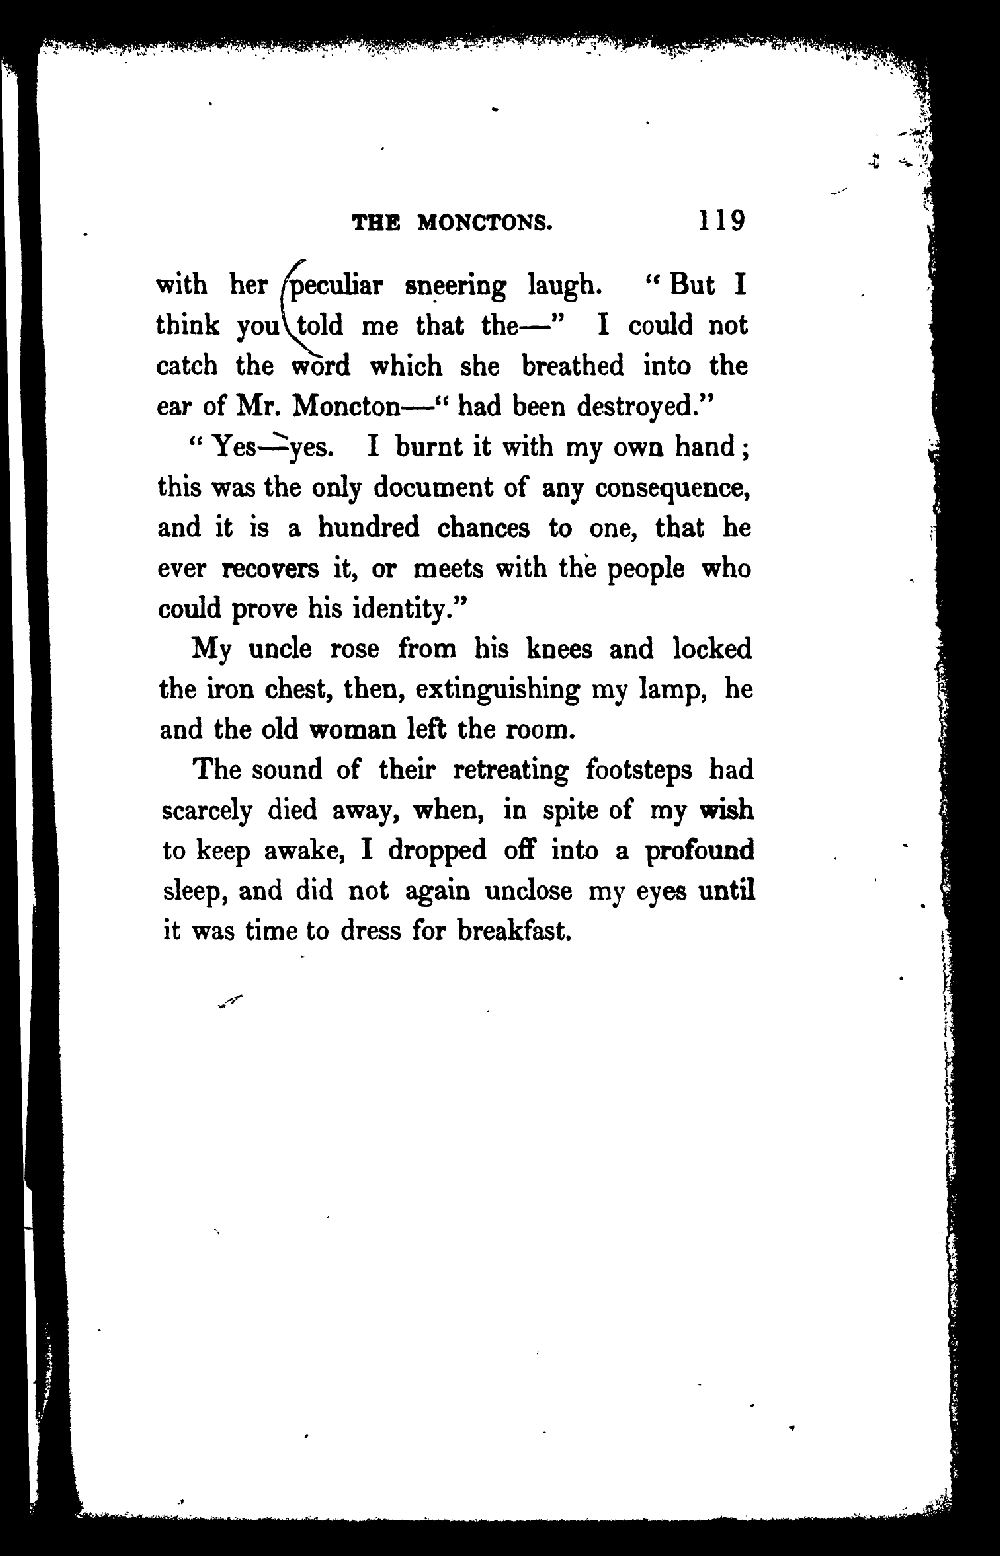 THE MONCTONS. 119
with her peculiar sneering laugh. “ But I
think you told me that the—” I could not
catch the word which she breathed into the
ear of Mr. Moncton—“ had been destroyed.”
“ Yes—yes. I burnt it with my own hand ;
this was the only document of any consequence,
and it is a hundred chances to one, that he
ever recovers it, or meets with the people who
could prove his identity.”
My uncle rose from his knees and locked
the iron chest, then, extinguishing my lamp, he
and the old woman left the room.
The sound of their retreating footsteps had
scarcely died away, when, in spite of my wish
to keep awake, I dropped off into a profound
sleep, and did not again unclose my eyes until
it was time to dress for breakfast.